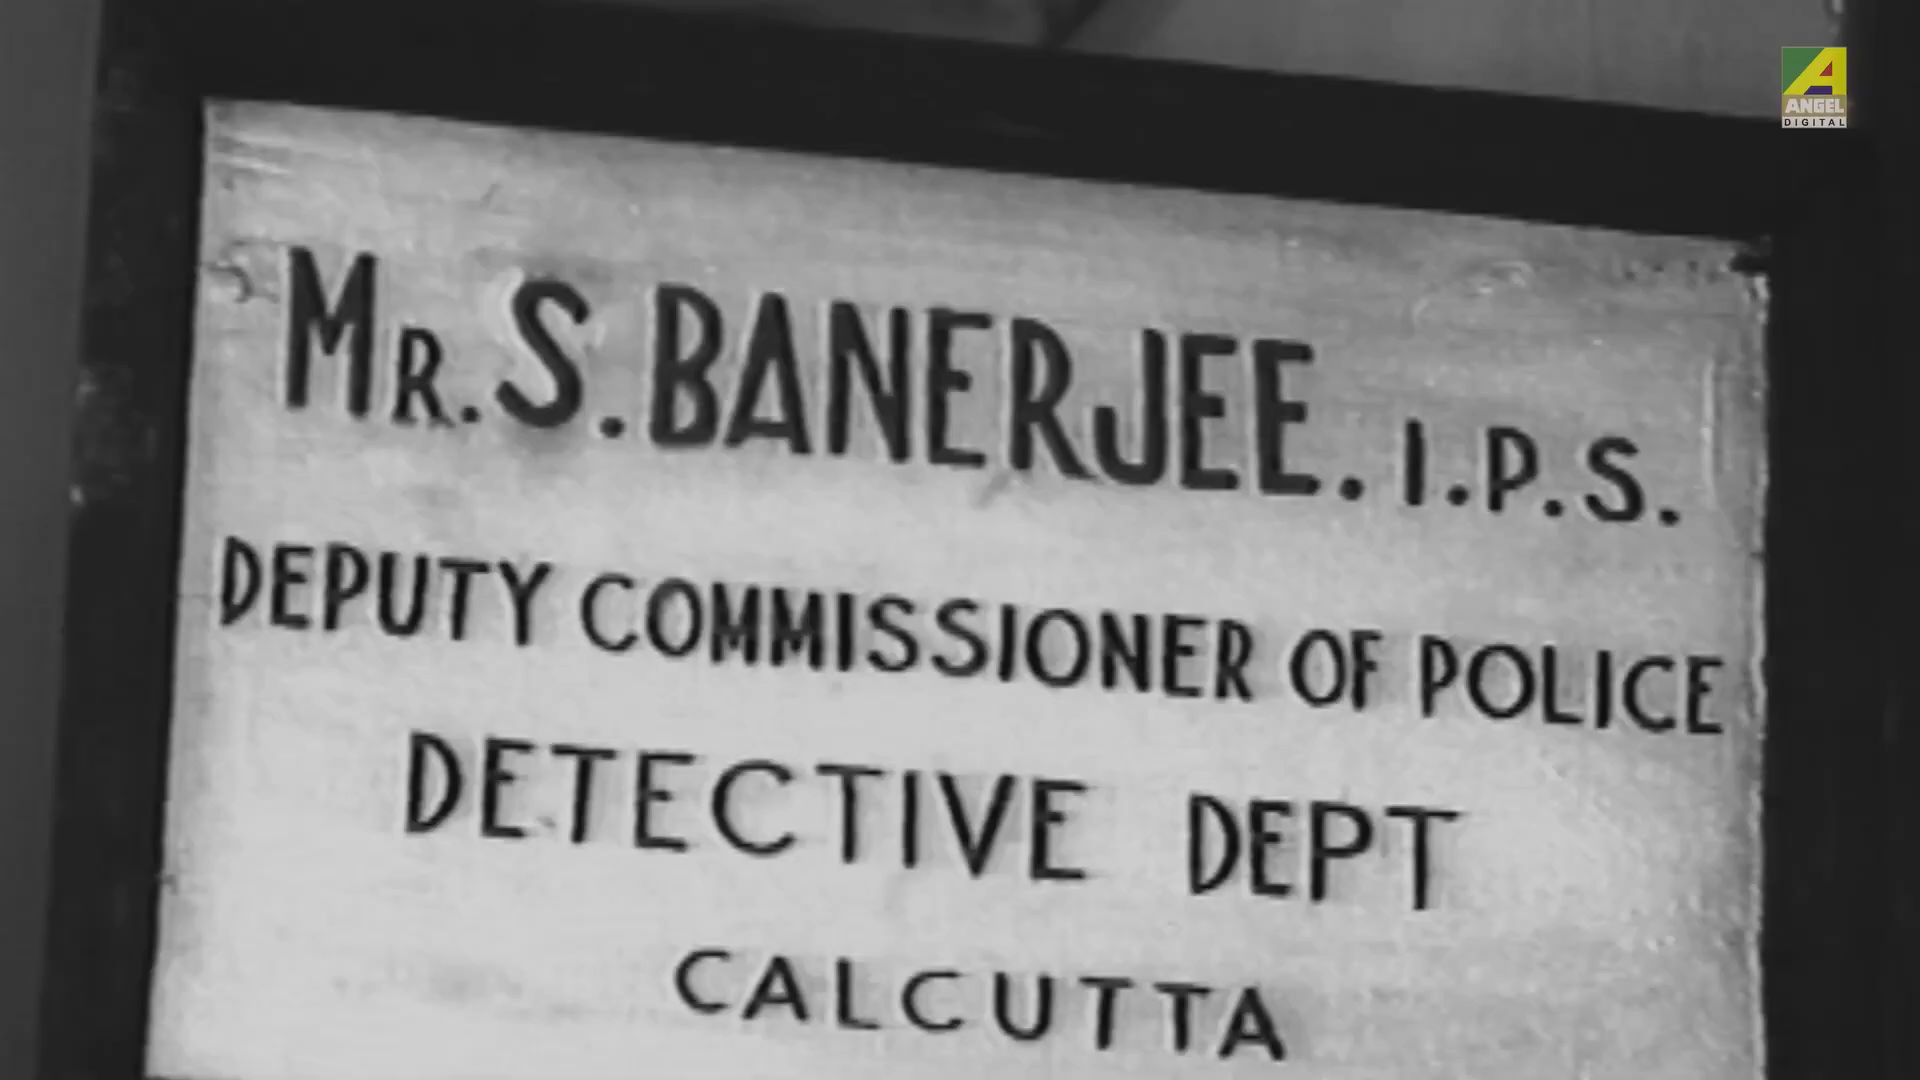 MR. S. BANERJEE. I.P.S.
DEPUTY COMMISSIONER OF POLICE
DETECTIVE DEPT
CALCUTTA
A
ANGEL
DIGITAL